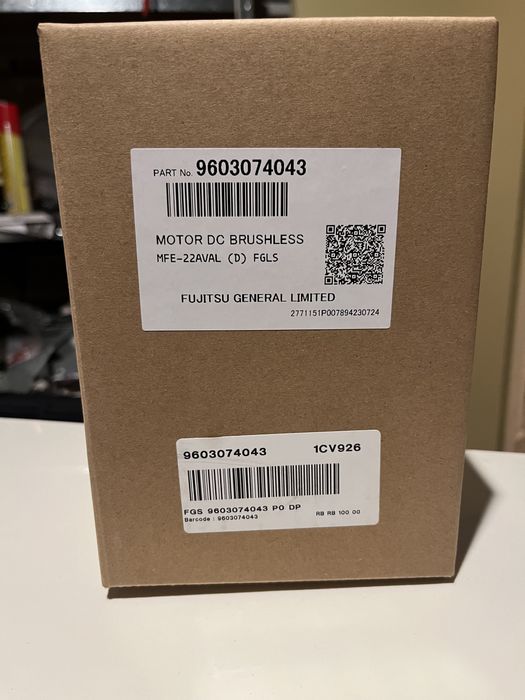 PART No. 9603074043
MOTOR DC BRUSHLESS
MFE-22AVAL (D) FGLS
FUJITSU GENERAL LIMITED
2771151P007894230724
9603074043 1CV926
FGS 9603074043 P0 DP
Barcode : 9603074043 RB RB 100 00